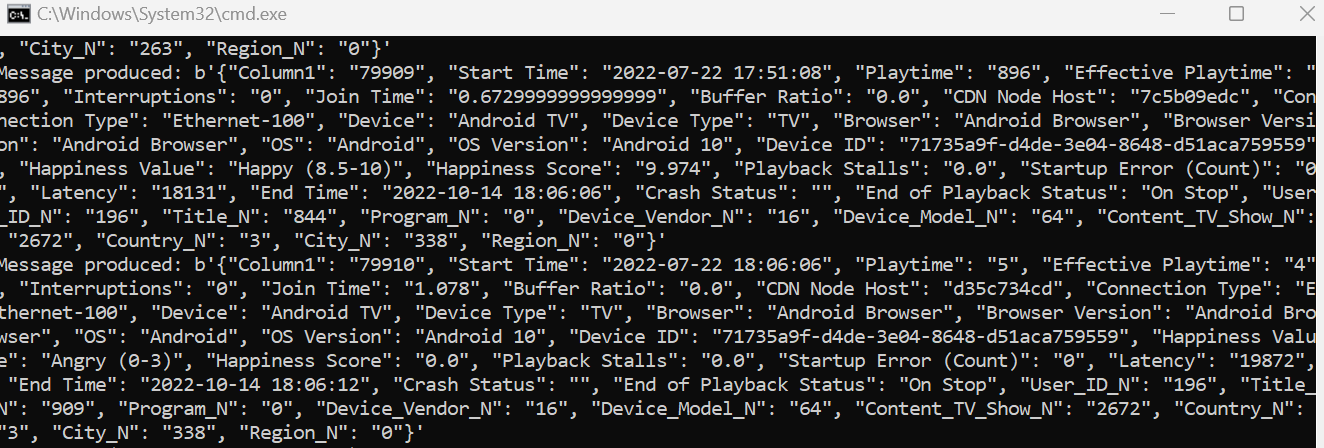 C:\Windows\System32\cmd.exe
, "City_N": "263", "Region_N": "0"}'
Message produced: b'{"Column1": "79909", "Start Time": "2022-07-22 17:51:08", "Playtime": "896", "Effective Playtime": "
896", "Interruptions": "0", "Join Time": "0.6729999999999999", "Buffer Ratio": "0.0", "CDN Node Host": "7c5b09edc", "Con
nection Type": "Ethernet-100", "Device": "Android TV", "Device Type": "TV", "Browser": "Android Browser", "Browser Versi
on": "Android Browser", "OS": "Android", "OS Version": "Android 10", "Device ID": "71735a9f-d4de-3e04-8648-d51aca759559"
, "Happiness Value": "Happy (8.5-10)", "Happiness Score": "9.974", "Playback Stalls": "0.0", "Startup Error (Count)": "0
", "Latency": "18131", "End Time": "2022-10-14 18:06:06", "Crash Status": "", "End of Playback Status": "On Stop", "User
_ID_N": "196", "Title_N": "844", "Program_N": "0", "Device_Vendor_N": "16", "Device_Model_N": "64", "Content_TV_Show_N":
"2672", "Country_N": "3", "City_N": "338", "Region_N": "0"}'
Message produced: b'{"Column1": "79910", "Start Time": "2022-07-22 18:06:06", "Playtime": "5", "Effective Playtime": "4"
, "Interruptions": "0", "Join Time": "1.078", "Buffer Ratio": "0.0", "CDN Node Host": "d35c734cd", "Connection Type": "E
thernet-100", "Device": "Android TV", "Device Type": "TV", "Browser": "Android Browser", "Browser Version": "Android Bro
wser", "OS": "Android", "OS Version": "Android 10", "Device ID": "71735a9f-d4de-3e04-8648-d51aca759559", "Happiness Valu
e": "Angry (0-3)", "Happiness Score": "0.0", "Playback Stalls": "0.0", "Startup Error (Count)": "0", "Latency": "19872",
"End Time": "2022-10-14 18:06:12", "Crash Status": "", "End of Playback Status": "On Stop", "User_ID_N": "196", "Title_
N": "909", "Program_N": "0", "Device_Vendor_N": "16", "Device_Model_N": "64", "Content_TV_Show_N": "2672", "Country_N":
"3", "City_N": "338", "Region_N": "0"}'